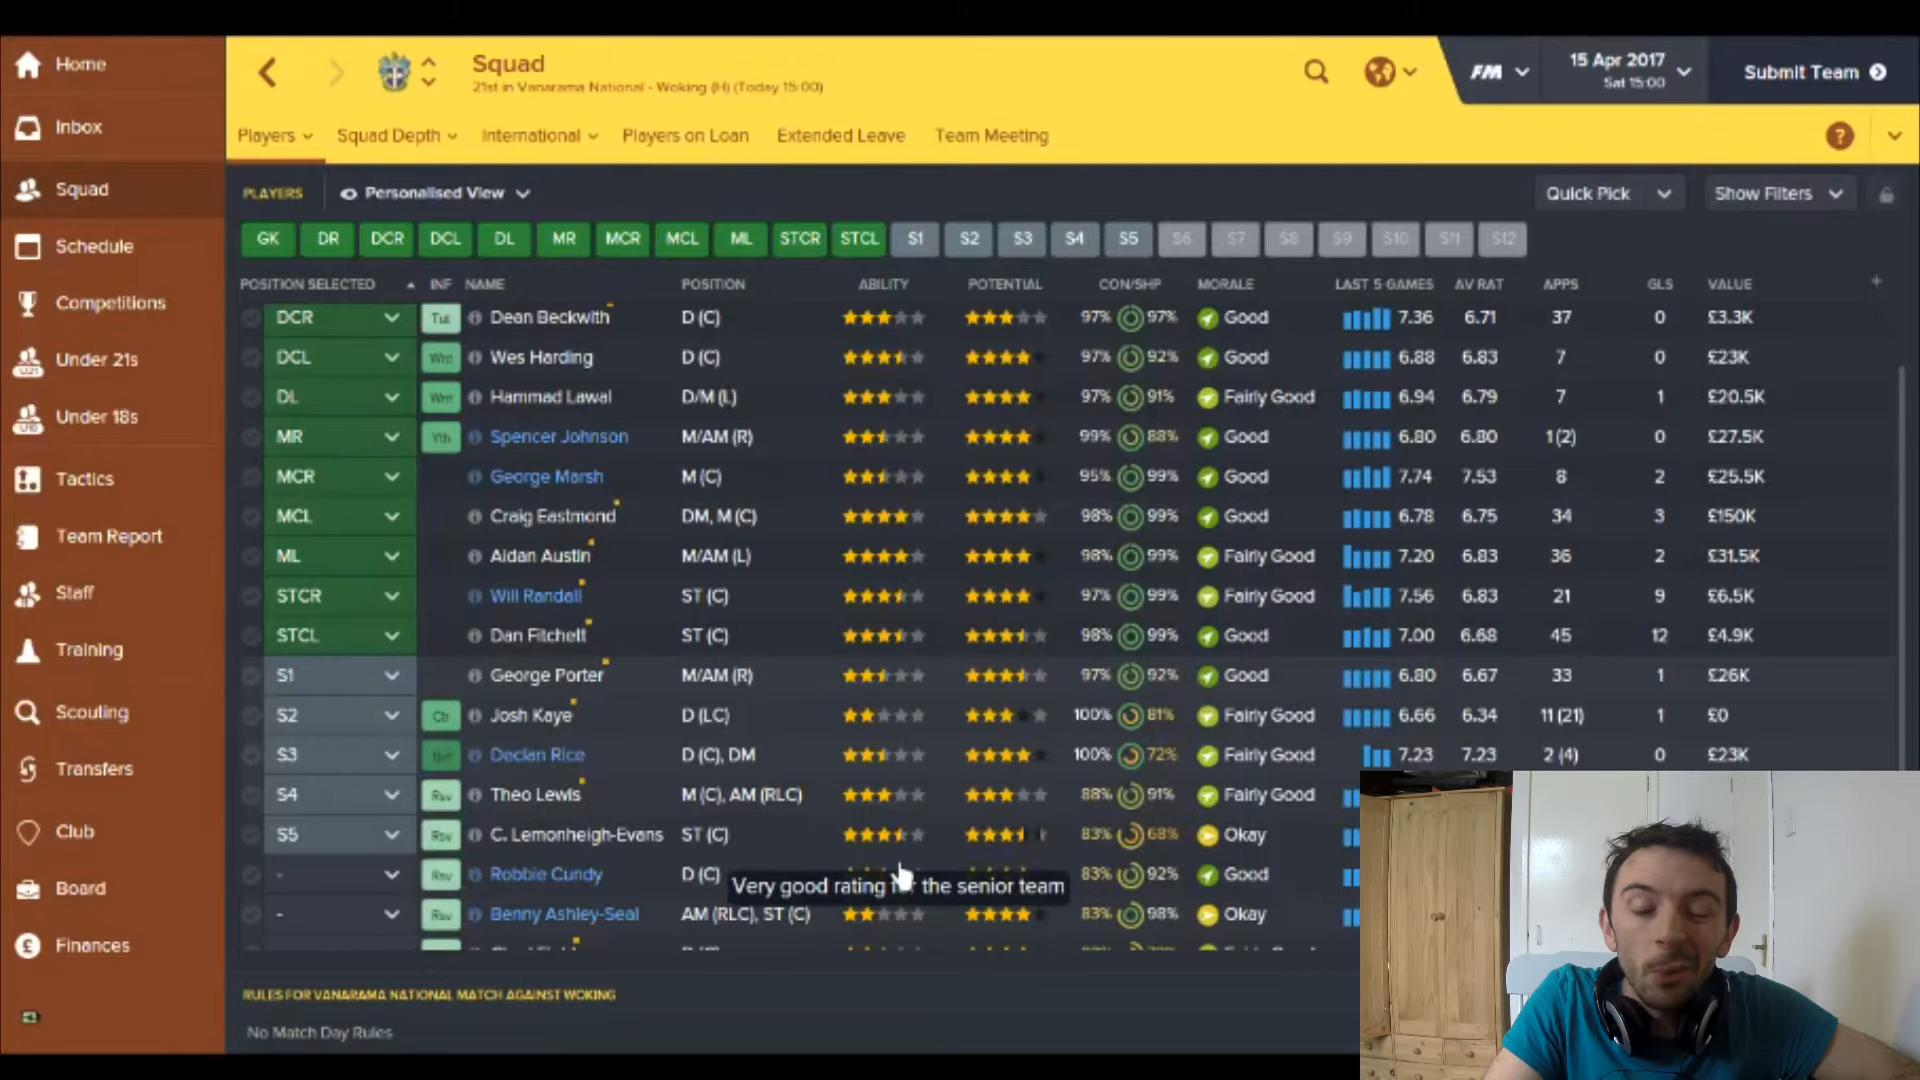 Home
Inbox
Squad
Schedule
Competitions
Under 21s
Under 18s
Tactics
Team Report
Staff
Training
Scouting
Transfers
Club
Board
Finances
Squad
21st in Vanarama National - Woking (H) (Today 15:00)
FM
15 Apr 2017
Sat 15:00
Submit Team
Players Squad Depth International Players on Loan Extended Leave Team Meeting
?
PLAYERS Personalised View Quick Pick Show Filters
GK DR DCR DCL DL MR MCR MCL ML STCR STCL S1 S2 S3 S4 S5 S6 S7 S8 S9 S10 S11 S12
POSITION SELECTED INF NAME POSITION ABILITY POTENTIAL CON/SHP MORALE LAST 5 GAMES AV RAT APPS GLS VALUE +
DCR Tut Dean Beckwith D (C) 97% 97% Good 7.36 6.71 37 0 £3.3K
DCL Wnt Wes Harding D (C) 97% 92% Good 6.88 6.83 7 0 £23K
DL Wnt Hammad Lawal D/M (L) 97% 91% Fairly Good 6.94 6.79 7 1 £20.5K
MR Yth Spencer Johnson M/AM (R) 99% 88% Good 6.80 6.80 1 (2) 0 £27.5K
MCR George Marsh M (C) 95% 99% Good 7.74 7.53 8 2 £25.5K
MCL Craig Eastmond DM, M (C) 98% 99% Good 6.78 6.75 34 3 £150K
ML Aidan Austin M/AM (L) 98% 99% Fairly Good 7.20 6.83 36 2 £31.5K
STCR Will Randall ST (C) 97% 99% Fairly Good 7.56 6.83 21 9 £6.5K
STCL Dan Fitchett ST (C) 98% 99% Good 7.00 6.68 45 12 £4.9K
S1 George Porter M/AM (R) 97% 92% Good 6.80 6.67 33 1 £26K
S2 Ctr Josh Kaye D (LC) 100% 81% Fairly Good 6.66 6.34 11 (21) 1 £0
S3 Declan Rice D (C), DM 100% 72% Fairly Good 7.23 7.23 2 (4) 0 £23K
S4 Rsv Theo Lewis M (C), AM (RLC) 88% 91% Fairly Good
S5 Rsv C. Lemonheigh-Evans ST (C) 83% 68% Okay
- Rsv Robbie Cundy D (C) 83% 92% Good
Very good rating for the senior team
- Rsv Benny Ashley-Seal AM (RLC), ST (C) 83% 98% Okay
RULES FOR VANARAMA NATIONAL MATCH AGAINST WOKING
No Match Day Rules